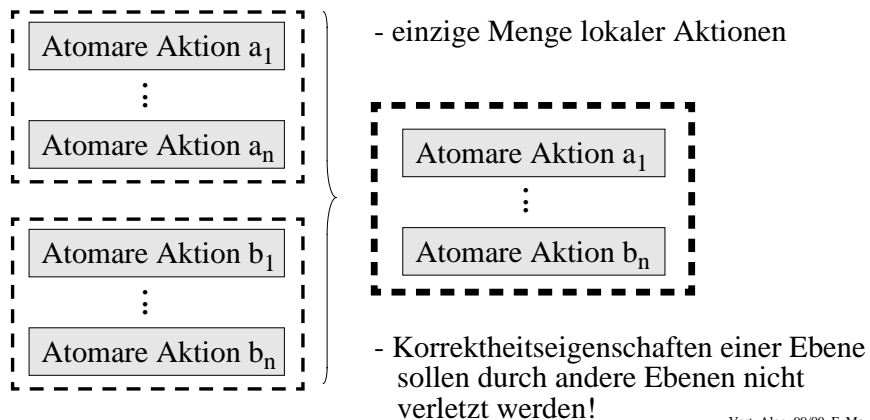 Atomare Aktion a1
⋮
Atomare Aktion an
Atomare Aktion b1
⋮
Atomare Aktion bn
- einzige Menge lokaler Aktionen
Atomare Aktion a1
⋮
Atomare Aktion bn
- Korrektheitseigenschaften einer Ebene
sollen durch andere Ebenen nicht
verletzt werden!